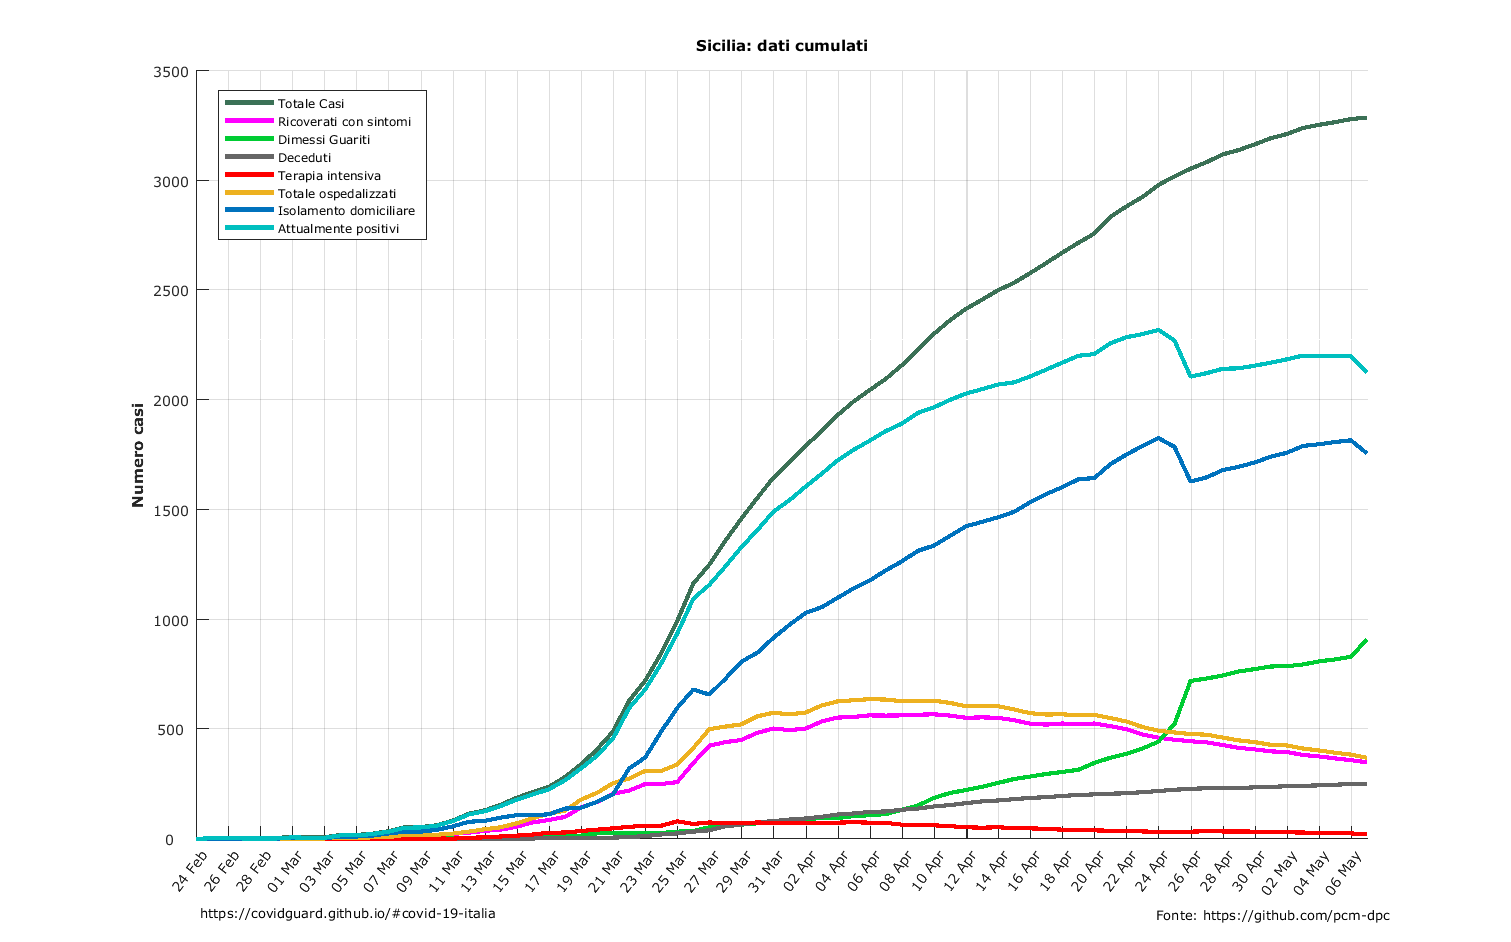 Sicilia: dati cumulati
3500
3000
2500
2000
1500
1000
500
0
Numero casi
Totale Casi
Ricoverati con sintomi
Dimessi Guariti
Deceduti
Terapia intensiva
Totale ospedalizzati
Isolamento domiciliare
Attualmente positivi
24 Feb
26 Feb
28 Feb
01 Mar
03 Mar
05 Mar
07 Mar
09 Mar
11 Mar
13 Mar
15 Mar
17 Mar
19 Mar
21 Mar
23 Mar
25 Mar
27 Mar
29 Mar
31 Mar
02 Apr
04 Apr
06 Apr
08 Apr
10 Apr
12 Apr
14 Apr
16 Apr
18 Apr
20 Apr
22 Apr
24 Apr
26 Apr
28 Apr
30 Apr
02 May
04 May
06 May
https://covidguard.github.io/#covid-19-italia
Fonte: https://github.com/pcm-dpc